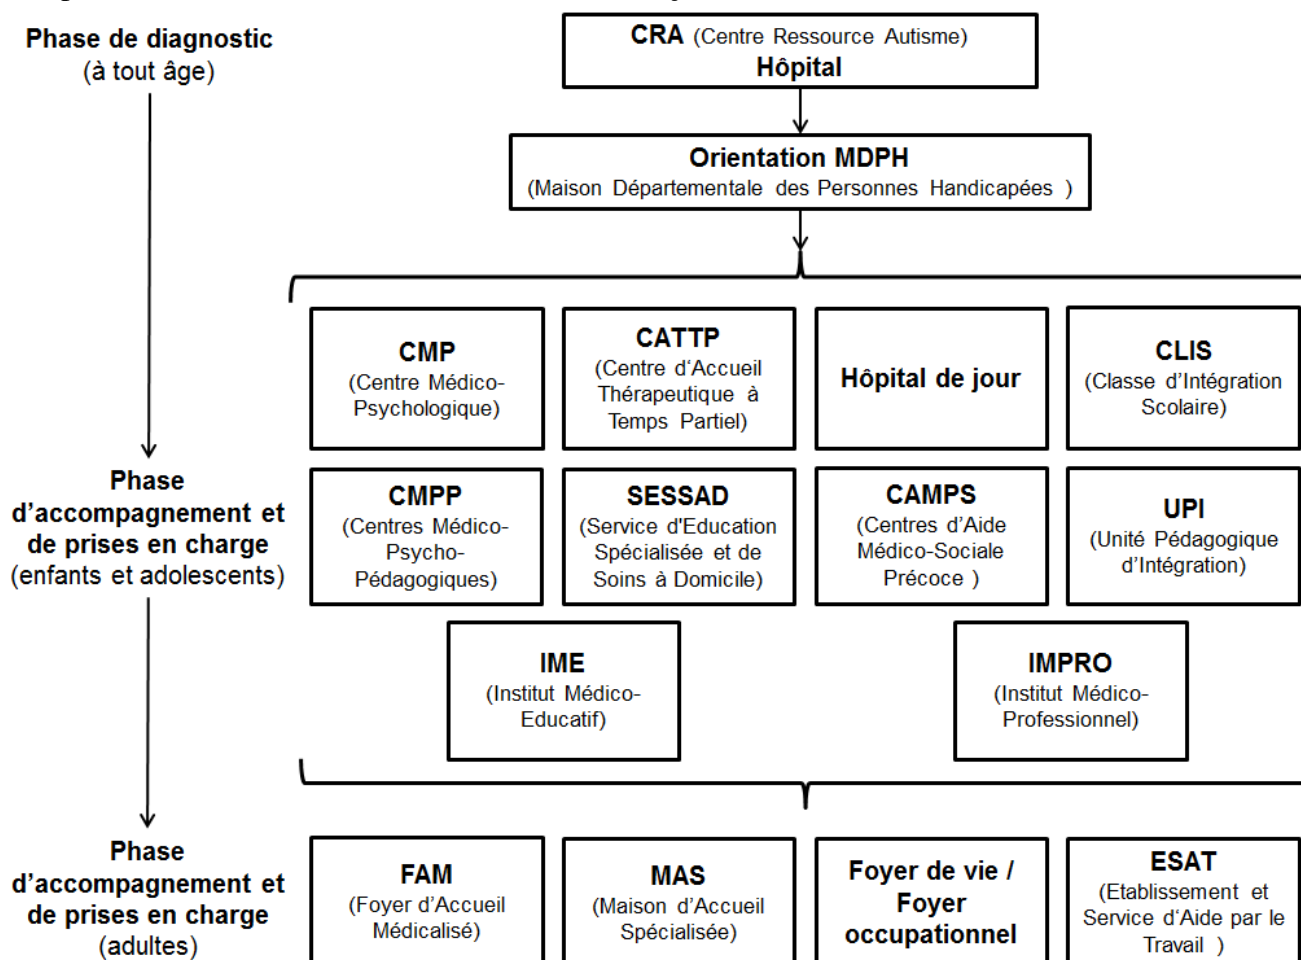 Phase de diagnostic
(à tout âge)
CRA (Centre Ressource Autisme)
Hôpital
Orientation MDPH
(Maison Départementale des Personnes Handicapées )
CMP
(Centre Médico-
Psychologique)
CATTP
(Centre d'Accueil
Thérapeutique à
Temps Partiel)
Hôpital de jour
CLIS
(Classe d'Intégration
Scolaire)
Phase
d'accompagnement et
de prises en charge
(enfants et adolescents)
CMPP
(Centres Médico-
Psycho-
Pédagogiques)
SESSAD
(Service d'Education
Spécialisée et de
Soins à Domicile)
CAMPS
(Centres d'Aide
Médico-Sociale
Précoce )
UPI
(Unité Pédagogique
d'Intégration)
IME
(Institut Médico-
Educatif)
IMPRO
(Institut Médico-
Professionnel)
Phase
d'accompagnement et
de prises en charge
(adultes)
FAM
(Foyer d'Accueil
Médicalisé)
MAS
(Maison d'Accueil
Spécialisée)
Foyer de vie /
Foyer
occupationnel
ESAT
(Etablissement et
Service d'Aide par le
Travail )